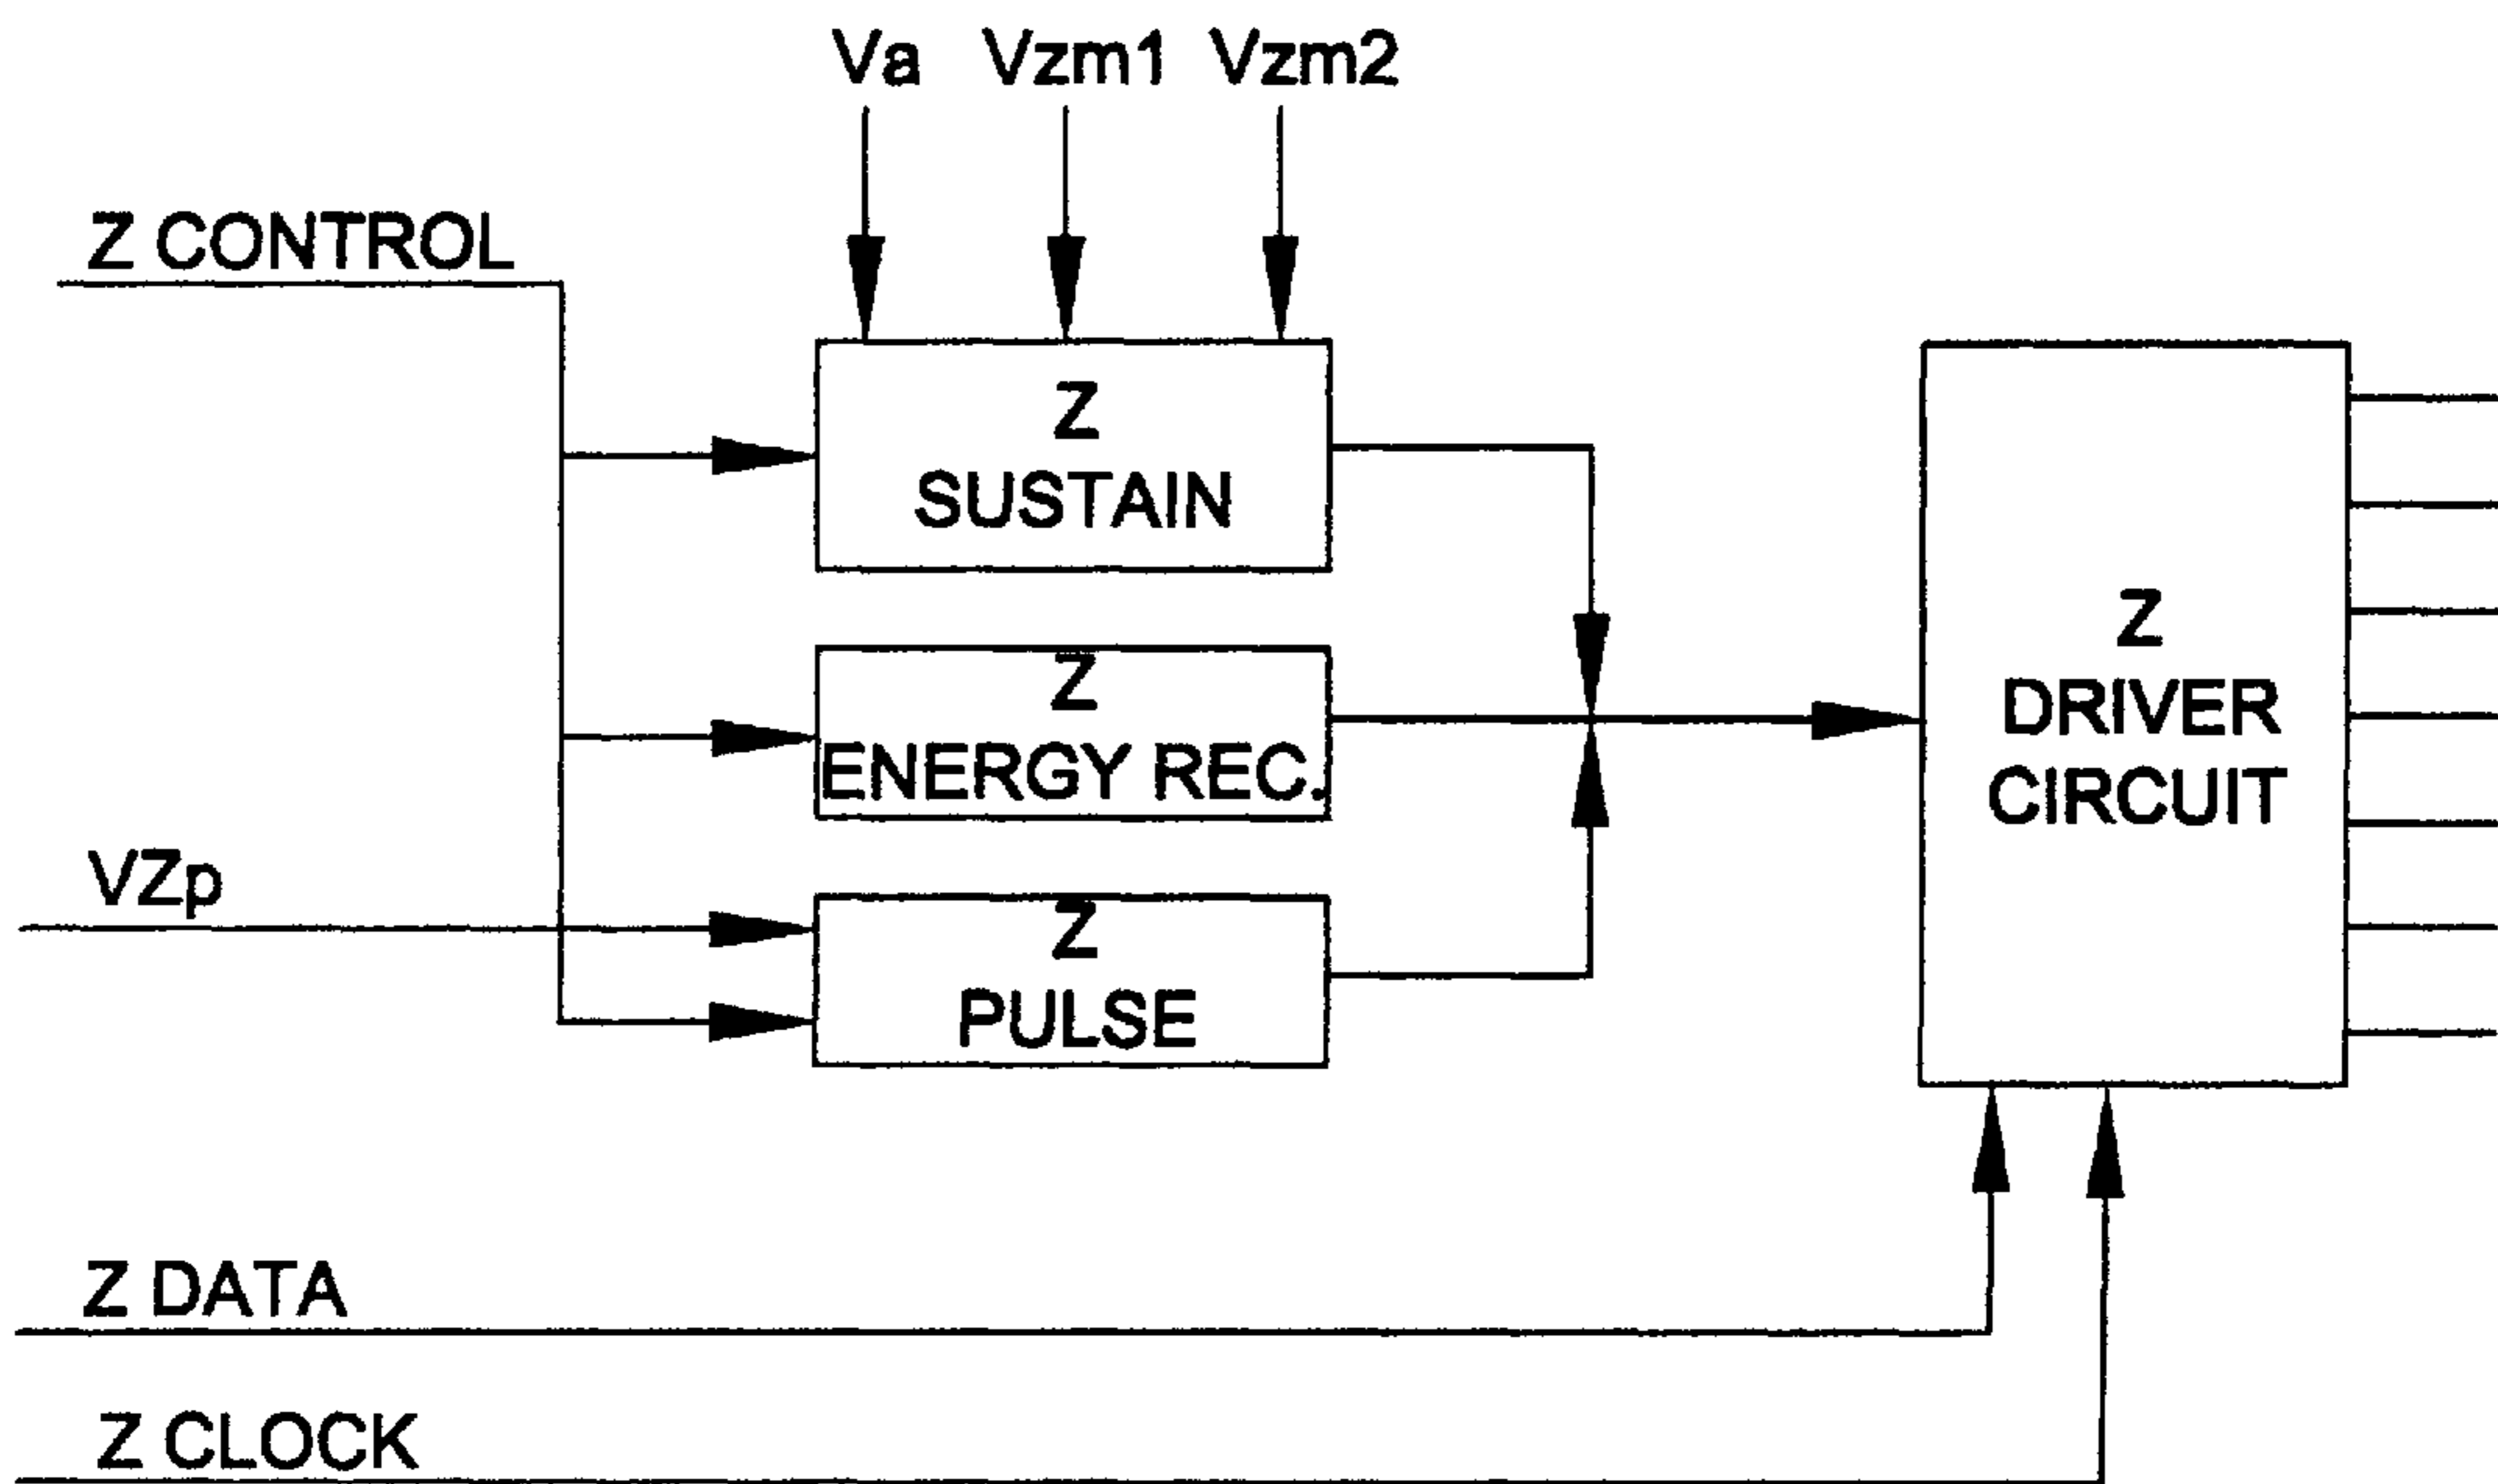 Va Vzm1 Vzm2
Z CONTROL
Z
SUSTAIN
Z
ENERGY REC.
VZp
Z
PULSE
Z
DRIVER
CIRCUIT
Z DATA
Z CLOCK